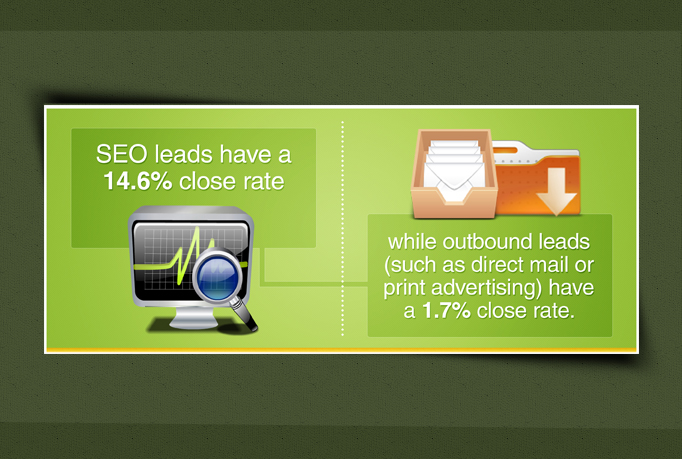 SEO leads have a
14.6% close rate
while outbound leads
(such as direct mail or
print advertising) have
a 1.7% close rate.